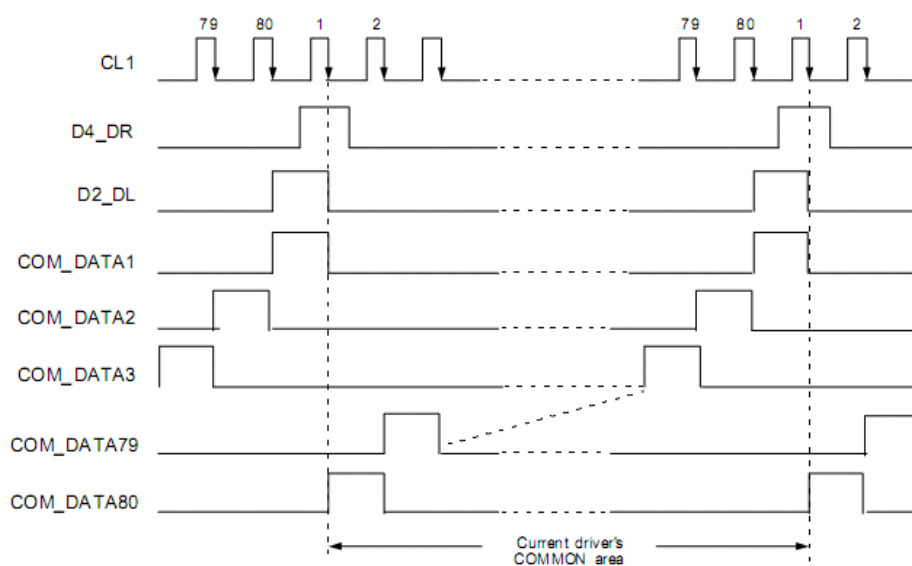 79 80 1 2 79 80 1 2
CL1
D4_DR
D2_DL
COM_DATA1
COM_DATA2
COM_DATA3
COM_DATA79
COM_DATA80
Current driver's
COMMON area